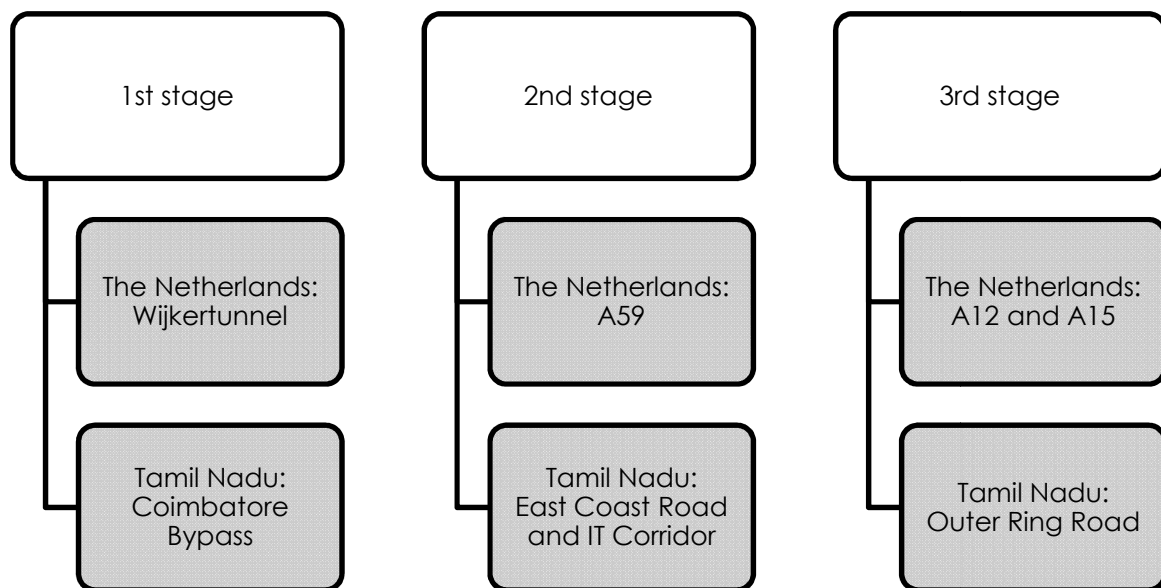 1st stage
The Netherlands:
Wijkertunnel
Tamil Nadu:
Coimbatore
Bypass
2nd stage
The Netherlands:
A59
Tamil Nadu:
East Coast Road
and IT Corridor
3rd stage
The Netherlands:
A12 and A15
Tamil Nadu:
Outer Ring Road